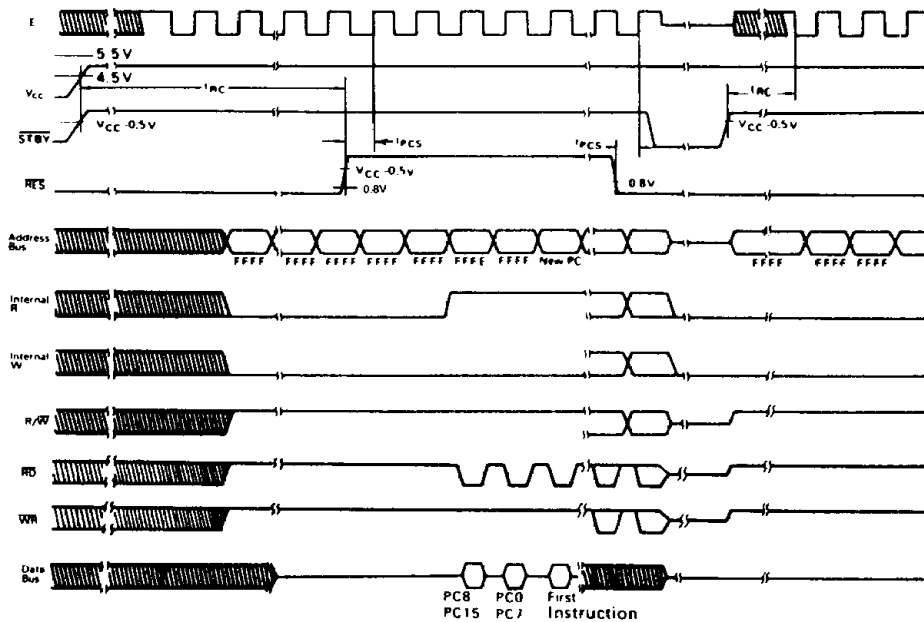 E
5.5V
4.5V
VCC
tRC
tRC
VCC -0.5V
VCC -0.5V
STBY
tPCS
tPCS
VCC -0.5V
0.8V
0.8V
RES
Address
Bus
FFFF FFFF FFFF FFFF FFFF FFFE FFFF New PC FFFF FFFF FFFF
Internal
R
Internal
W
R/W
RD
WR
Data
Bus
PC8 PC0 First
PC15 PC7 Instruction